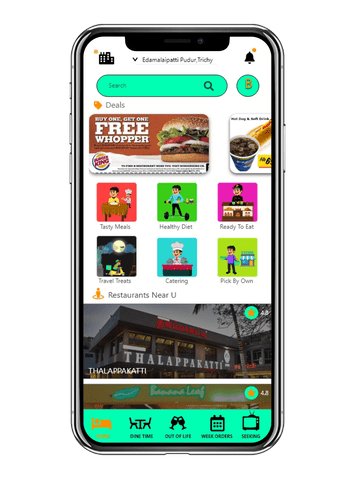 Edamalaipatti Pudur,Trichy
Search
B
Deals
BUY ONE, GET ONE
FREE
WHOPPER
BURGER
KING
Hot Dog & Soft Drink
Tasty Meals
Healthy Diet
Ready To Eat
Travel Treats
Catering
Pick By Own
Restaurants Near U
4.8
THALAPPAKATTI
THALAPPAKATTI
Banana Leaf
4.8
DINE TIME
OUT OF LIFE
WEEK ORDERS
SEEKING